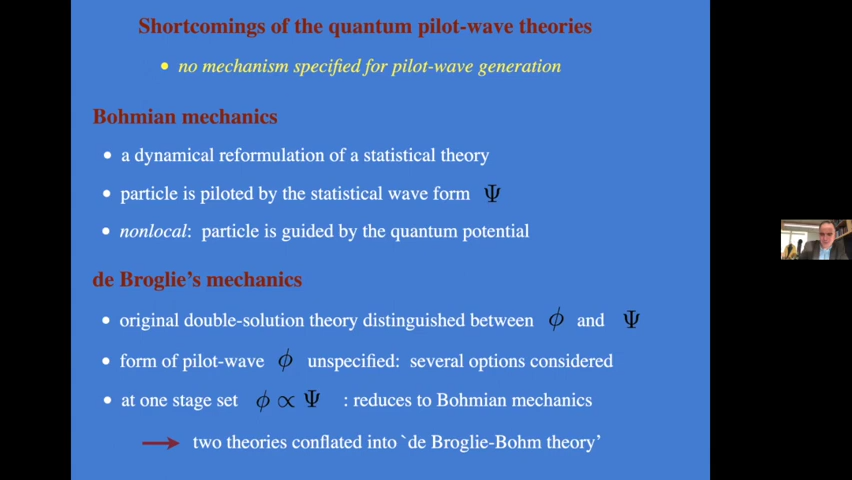 Shortcomings of the quantum pilot-wave theories
• no mechanism specified for pilot-wave generation
Bohmian mechanics
• a dynamical reformulation of a statistical theory
• particle is piloted by the statistical wave form Ψ
• nonlocal: particle is guided by the quantum potential
de Broglie's mechanics
• original double-solution theory distinguished between ϕ and Ψ
• form of pilot-wave ϕ unspecified: several options considered
• at one stage set ϕ ∝ Ψ : reduces to Bohmian mechanics
→ two theories conflated into `de Broglie-Bohm theory'